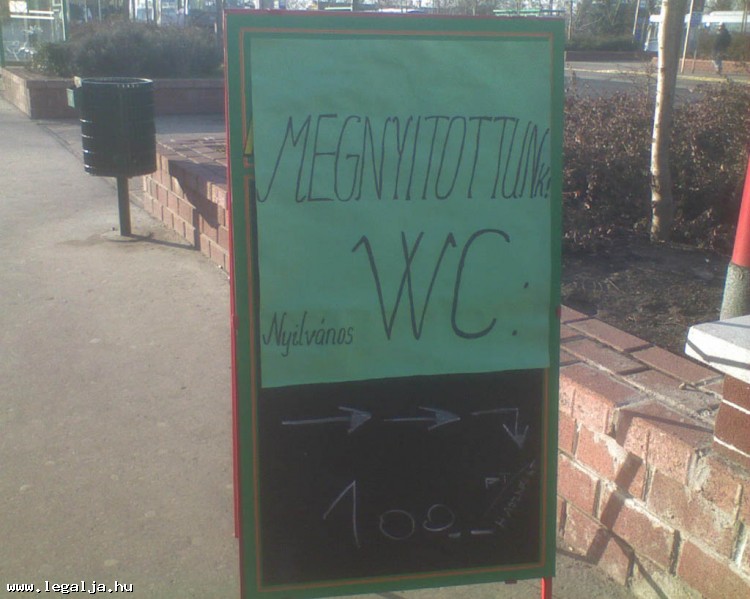 MEGNYITOTTUNK!
WC:
Nyilvános
100..
www.legalja.hu